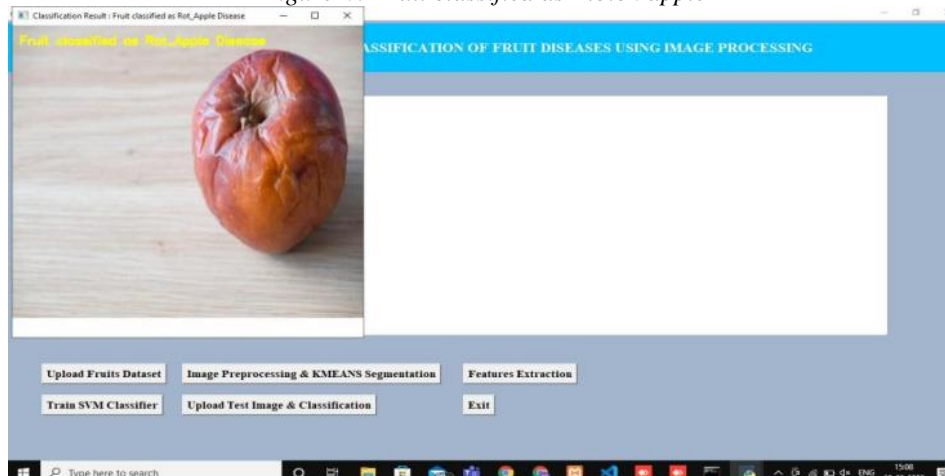 Classification Result : Fruit classified as Rot_Apple Disease
Fruit classified as Rot_Apple Disease
ASSIFICATION OF FRUIT DISEASES USING IMAGE PROCESSING
Upload Fruits Dataset
Image Preprocessing & KMEANS Segmentation
Features Extraction
Train SVM Classifier
Upload Test Image & Classification
Exit
Type here to search
ENG
15:08